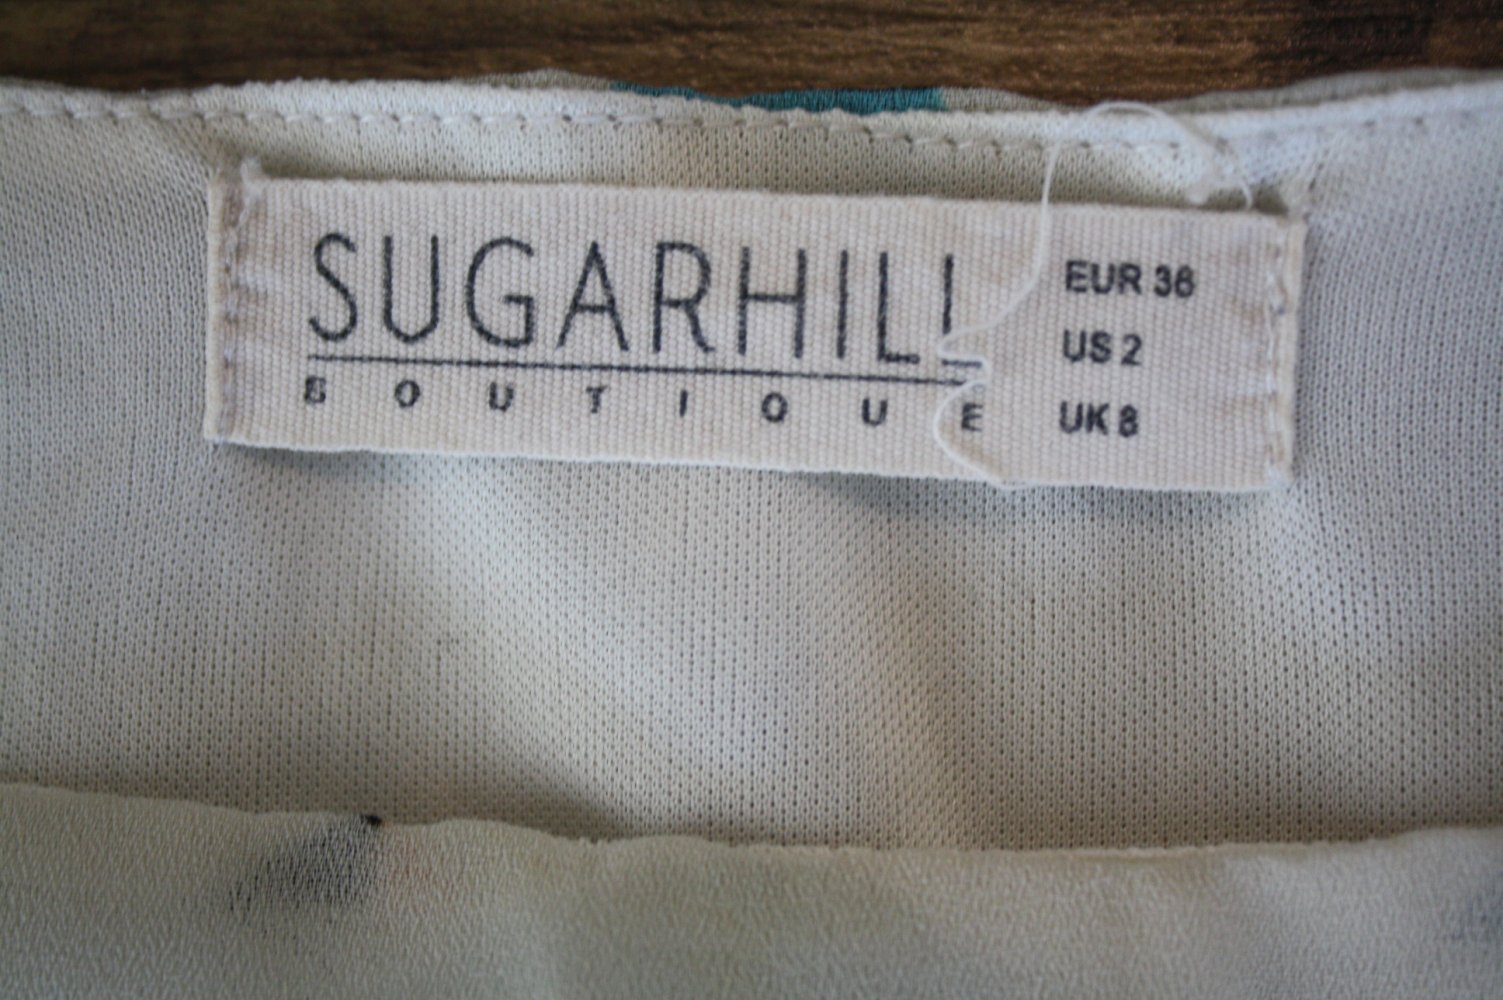 SUGARHILL
BOUTIQUE
EUR 36
US 2
UK 8